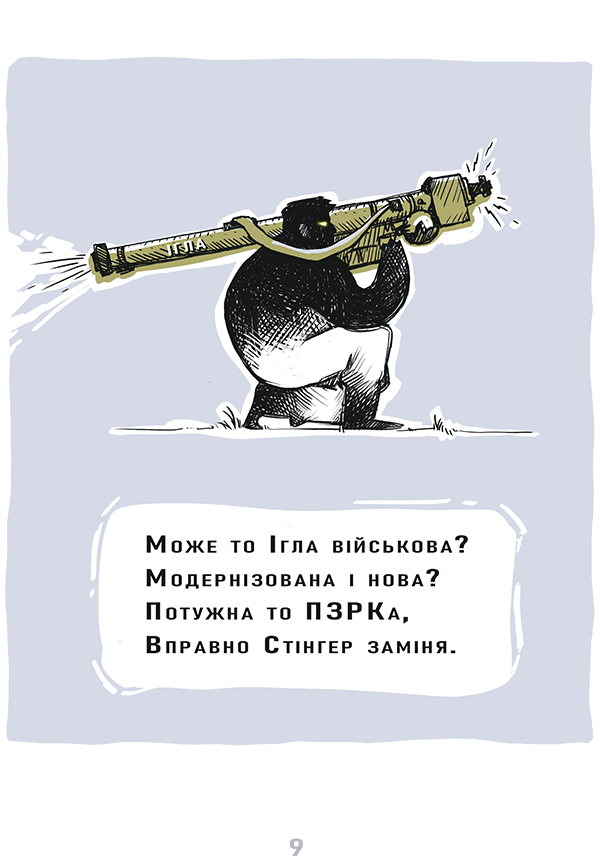 ІГЛА
Може то Ігла військова?
Модернізована і нова?
Потужна то ПЗРКа,
Вправно Стінгер заміня.
9